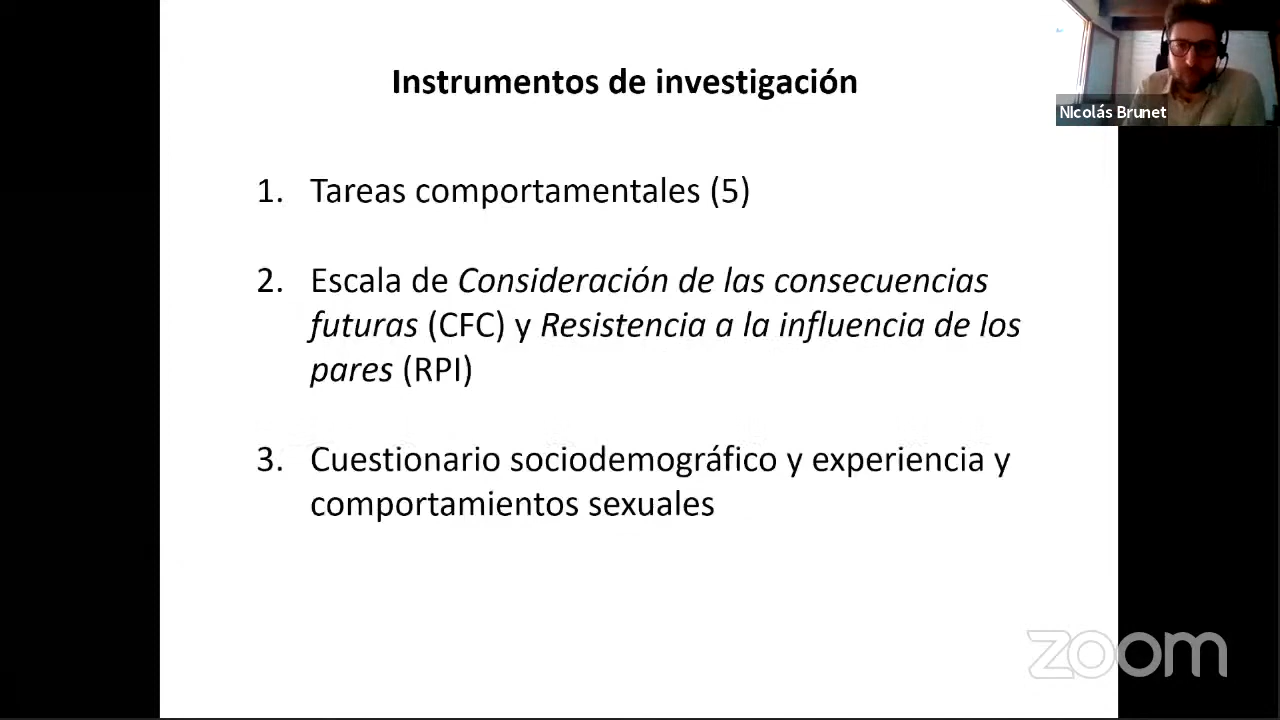 Instrumentos de investigación
Nicolás Brunet
1. Tareas comportamentales (5)
2. Escala de Consideración de las consecuencias
futuras (CFC) y Resistencia a la influencia de los
pares (RPI)
3. Cuestionario sociodemográfico y experiencia y
comportamientos sexuales
zoom